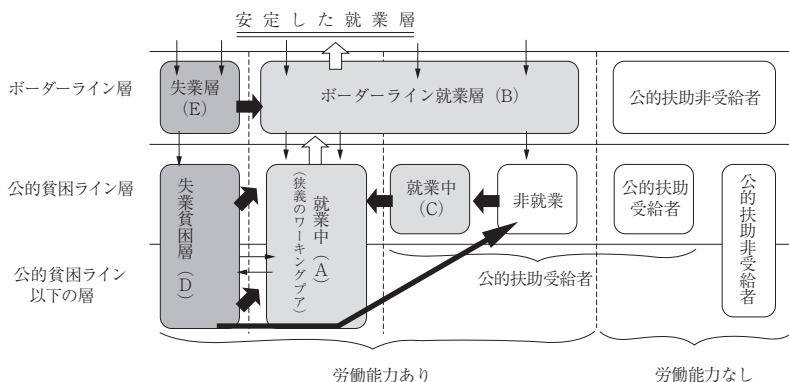 安定した就業層
ボーダーライン層
失業層
(E)
ボーダーライン就業層(B)
公的扶助非受給者
公的貧困ライン層
失業貧困層(D)
就業中(A)
(狭義のワーキングプア)
就業中
(C)
非就業
公的扶助
受給者
公的扶助非受給者
公的貧困ライン
以下の層
公的扶助受給者
労働能力あり
労働能力なし